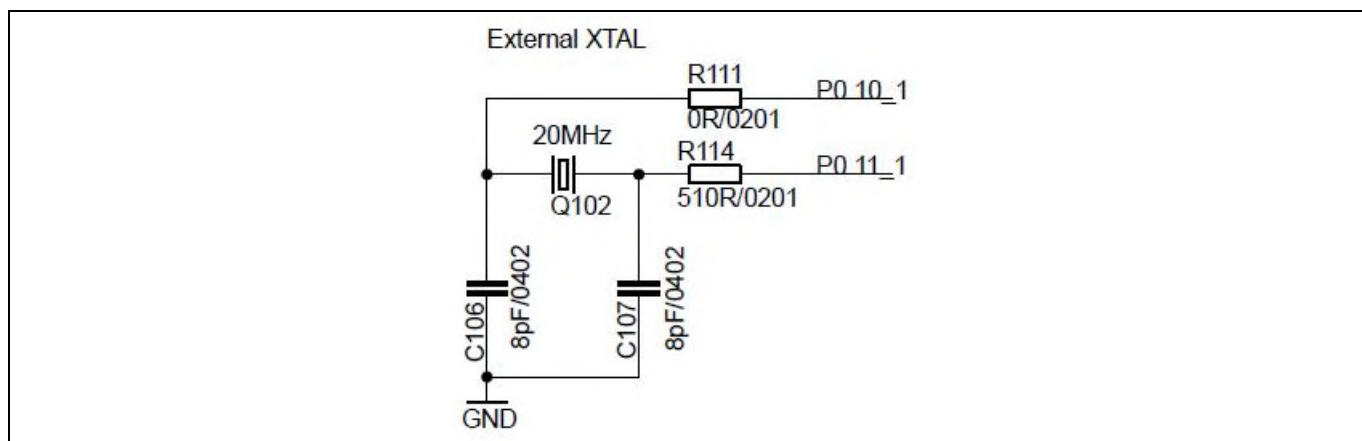 External XTAL
R111
P0.10_1
0R/0201
20MHz
R114
P0.11_1
Q102
510R/0201
C106
8pF/0402
C107
8pF/0402
GND